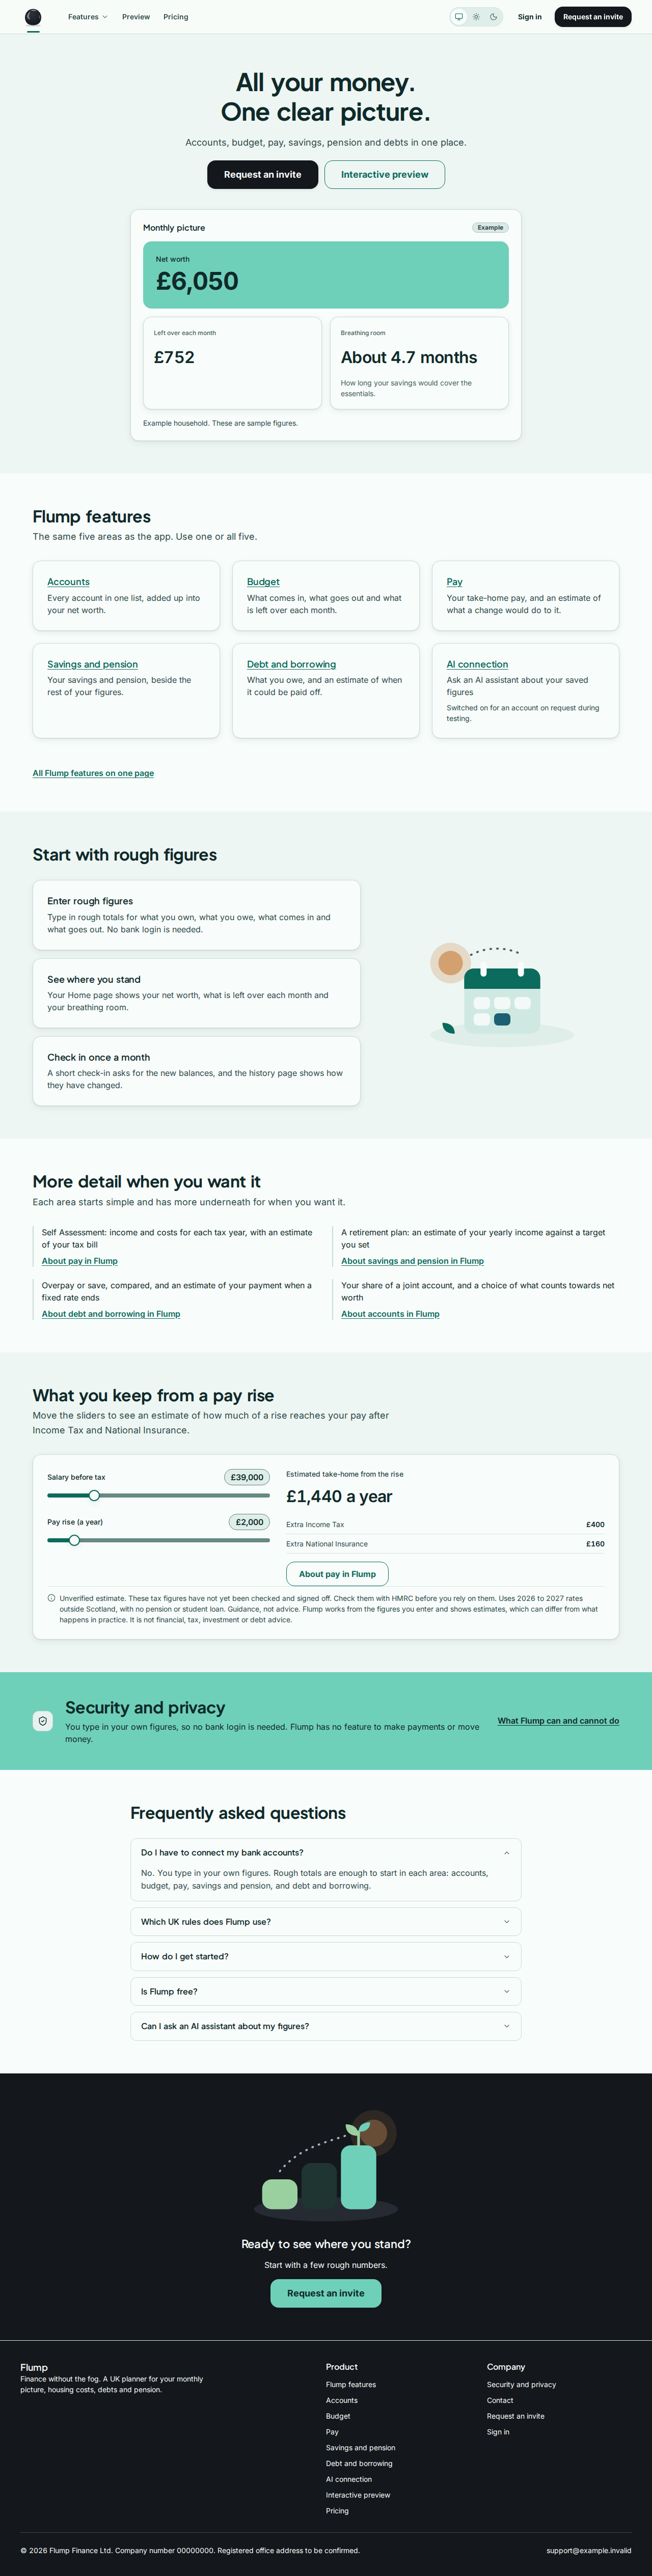 Features
Preview
Pricing
Sign in
Request an invite
All your money.
One clear picture.
Accounts, budget, pay, savings, pension and debts in one place.
Request an invite
Interactive preview
Monthly picture
Example
Net worth
£6,050
Left over each month
£752
Breathing room
About 4.7 months
How long your savings would cover the
essentials.
Example household. These are sample figures.
Flump features
The same five areas as the app. Use one or all five.
Accounts
Every account in one list, added up into
your net worth.
Budget
What comes in, what goes out and what
is left over each month.
Pay
Your take-home pay, and an estimate of
what a change would do to it.
Savings and pension
Your savings and pension, beside the
rest of your figures.
Debt and borrowing
What you owe, and an estimate of when
it could be paid off.
AI connection
Ask an AI assistant about your saved
figures
Switched on for an account on request during
testing.
All Flump features on one page
Start with rough figures
Enter rough figures
Type in rough totals for what you own, what you owe, what comes in and
what goes out. No bank login is needed.
See where you stand
Your Home page shows your net worth, what is left over each month and
your breathing room.
Check in once a month
A short check-in asks for the new balances, and the history page shows how
they have changed.
More detail when you want it
Each area starts simple and has more underneath for when you want it.
Self Assessment: income and costs for each tax year, with an estimate
of your tax bill
About pay in Flump
A retirement plan: an estimate of your yearly income against a target
you set
About savings and pension in Flump
Overpay or save, compared, and an estimate of your payment when a
fixed rate ends
About debt and borrowing in Flump
Your share of a joint account, and a choice of what counts towards net
worth
About accounts in Flump
What you keep from a pay rise
Move the sliders to see an estimate of how much of a rise reaches your pay after
Income Tax and National Insurance.
Salary before tax
£39,000
Pay rise (a year)
£2,000
Estimated take-home from the rise
£1,440 a year
Extra Income Tax
£400
Extra National Insurance
£160
About pay in Flump
Unverified estimate. These tax figures have not yet been checked and signed off. Check them with HMRC before you rely on them. Uses 2026 to 2027 rates
outside Scotland, with no pension or student loan. Guidance, not advice. Flump works from the figures you enter and shows estimates, which can differ from what
happens in practice. It is not financial, tax, investment or debt advice.
Security and privacy
You type in your own figures, so no bank login is needed. Flump has no feature to make payments or move
money.
What Flump can and cannot do
Frequently asked questions
Do I have to connect my bank accounts?
No. You type in your own figures. Rough totals are enough to start in each area: accounts,
budget, pay, savings and pension, and debt and borrowing.
Which UK rules does Flump use?
How do I get started?
Is Flump free?
Can I ask an AI assistant about my figures?
Ready to see where you stand?
Start with a few rough numbers.
Request an invite
Flump
Finance without the fog. A UK planner for your monthly
picture, housing costs, debts and pension.
Product
Flump features
Accounts
Budget
Pay
Savings and pension
Debt and borrowing
AI connection
Interactive preview
Pricing
Company
Security and privacy
Contact
Request an invite
Sign in
© 2026 Flump Finance Ltd. Company number 00000000. Registered office address to be confirmed.
support@example.invalid